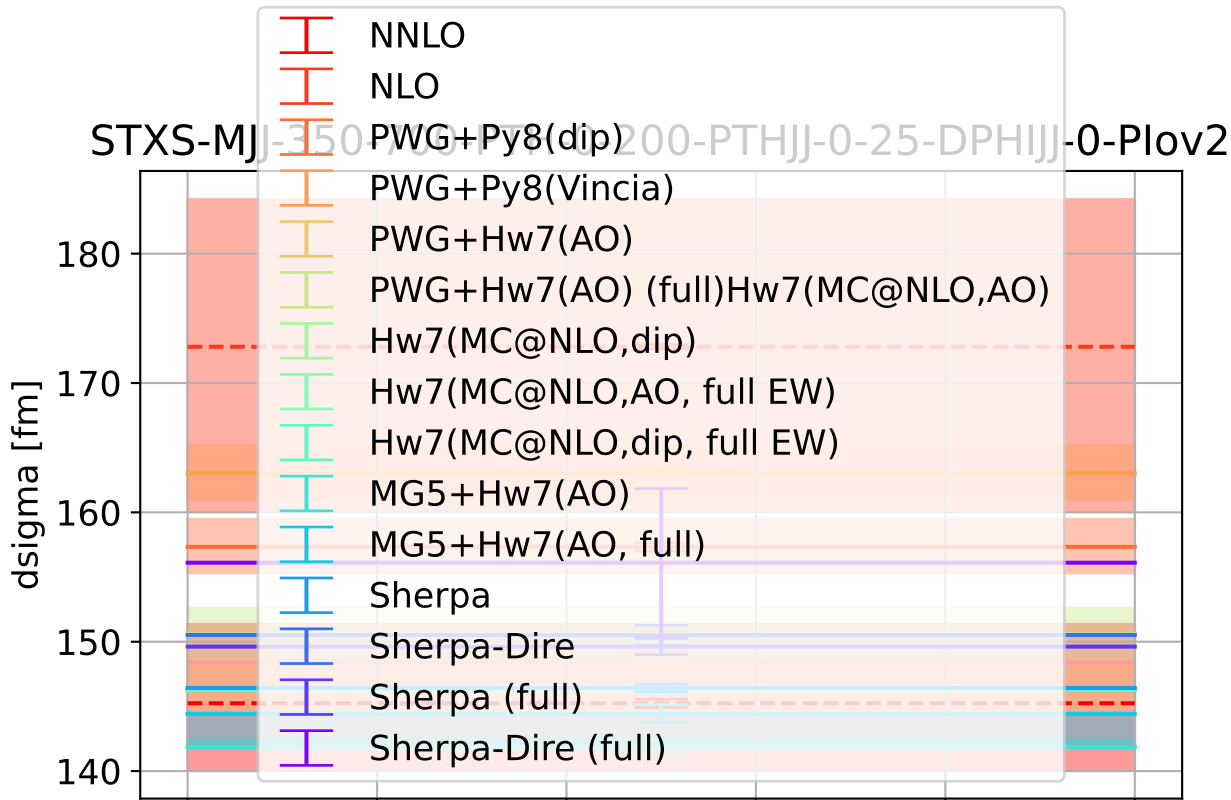 NNLO
NLO
STXS-MJJ-350-700-PTH-0-200-PTHJJ-0-25-DPHIJJ-0-PIov2
PWG+Py8(dip)
PWG+Py8(Vincia)
PWG+Hw7(AO)
PWG+Hw7(AO) (full)Hw7(MC@NLO,AO)
Hw7(MC@NLO,dip)
Hw7(MC@NLO,AO, full EW)
Hw7(MC@NLO,dip, full EW)
MG5+Hw7(AO)
MG5+Hw7(AO, full)
Sherpa
Sherpa-Dire
Sherpa (full)
Sherpa-Dire (full)
dsigma [fm]
180
170
160
150
140